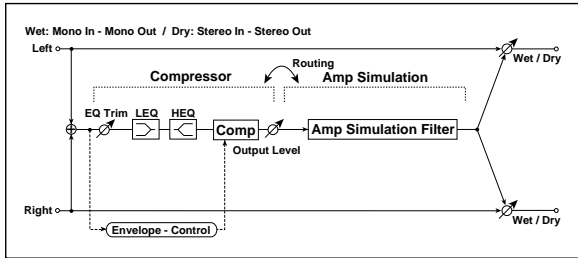 Wet: Mono In - Mono Out / Dry: Stereo In - Stereo Out
Left
Wet / Dry
Routing
Compressor
Amp Simulation
EQ Trim
LEQ
HEQ
Comp
Output Level
Amp Simulation Filter
Right
Wet / Dry
Envelope - Control